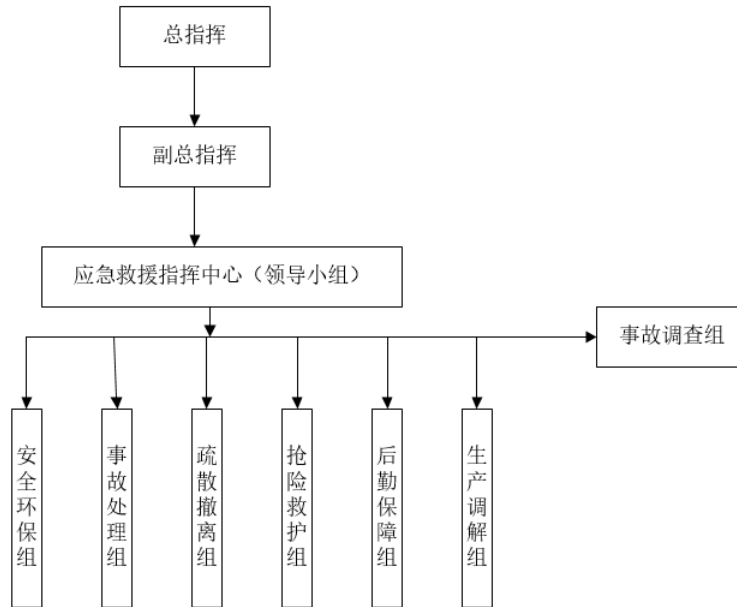 总指挥
副总指挥
应急救援指挥中心（领导小组）
事故调查组
安全环保组
事故处理组
疏散撤离组
抢险救护组
后勤保障组
生产调解组